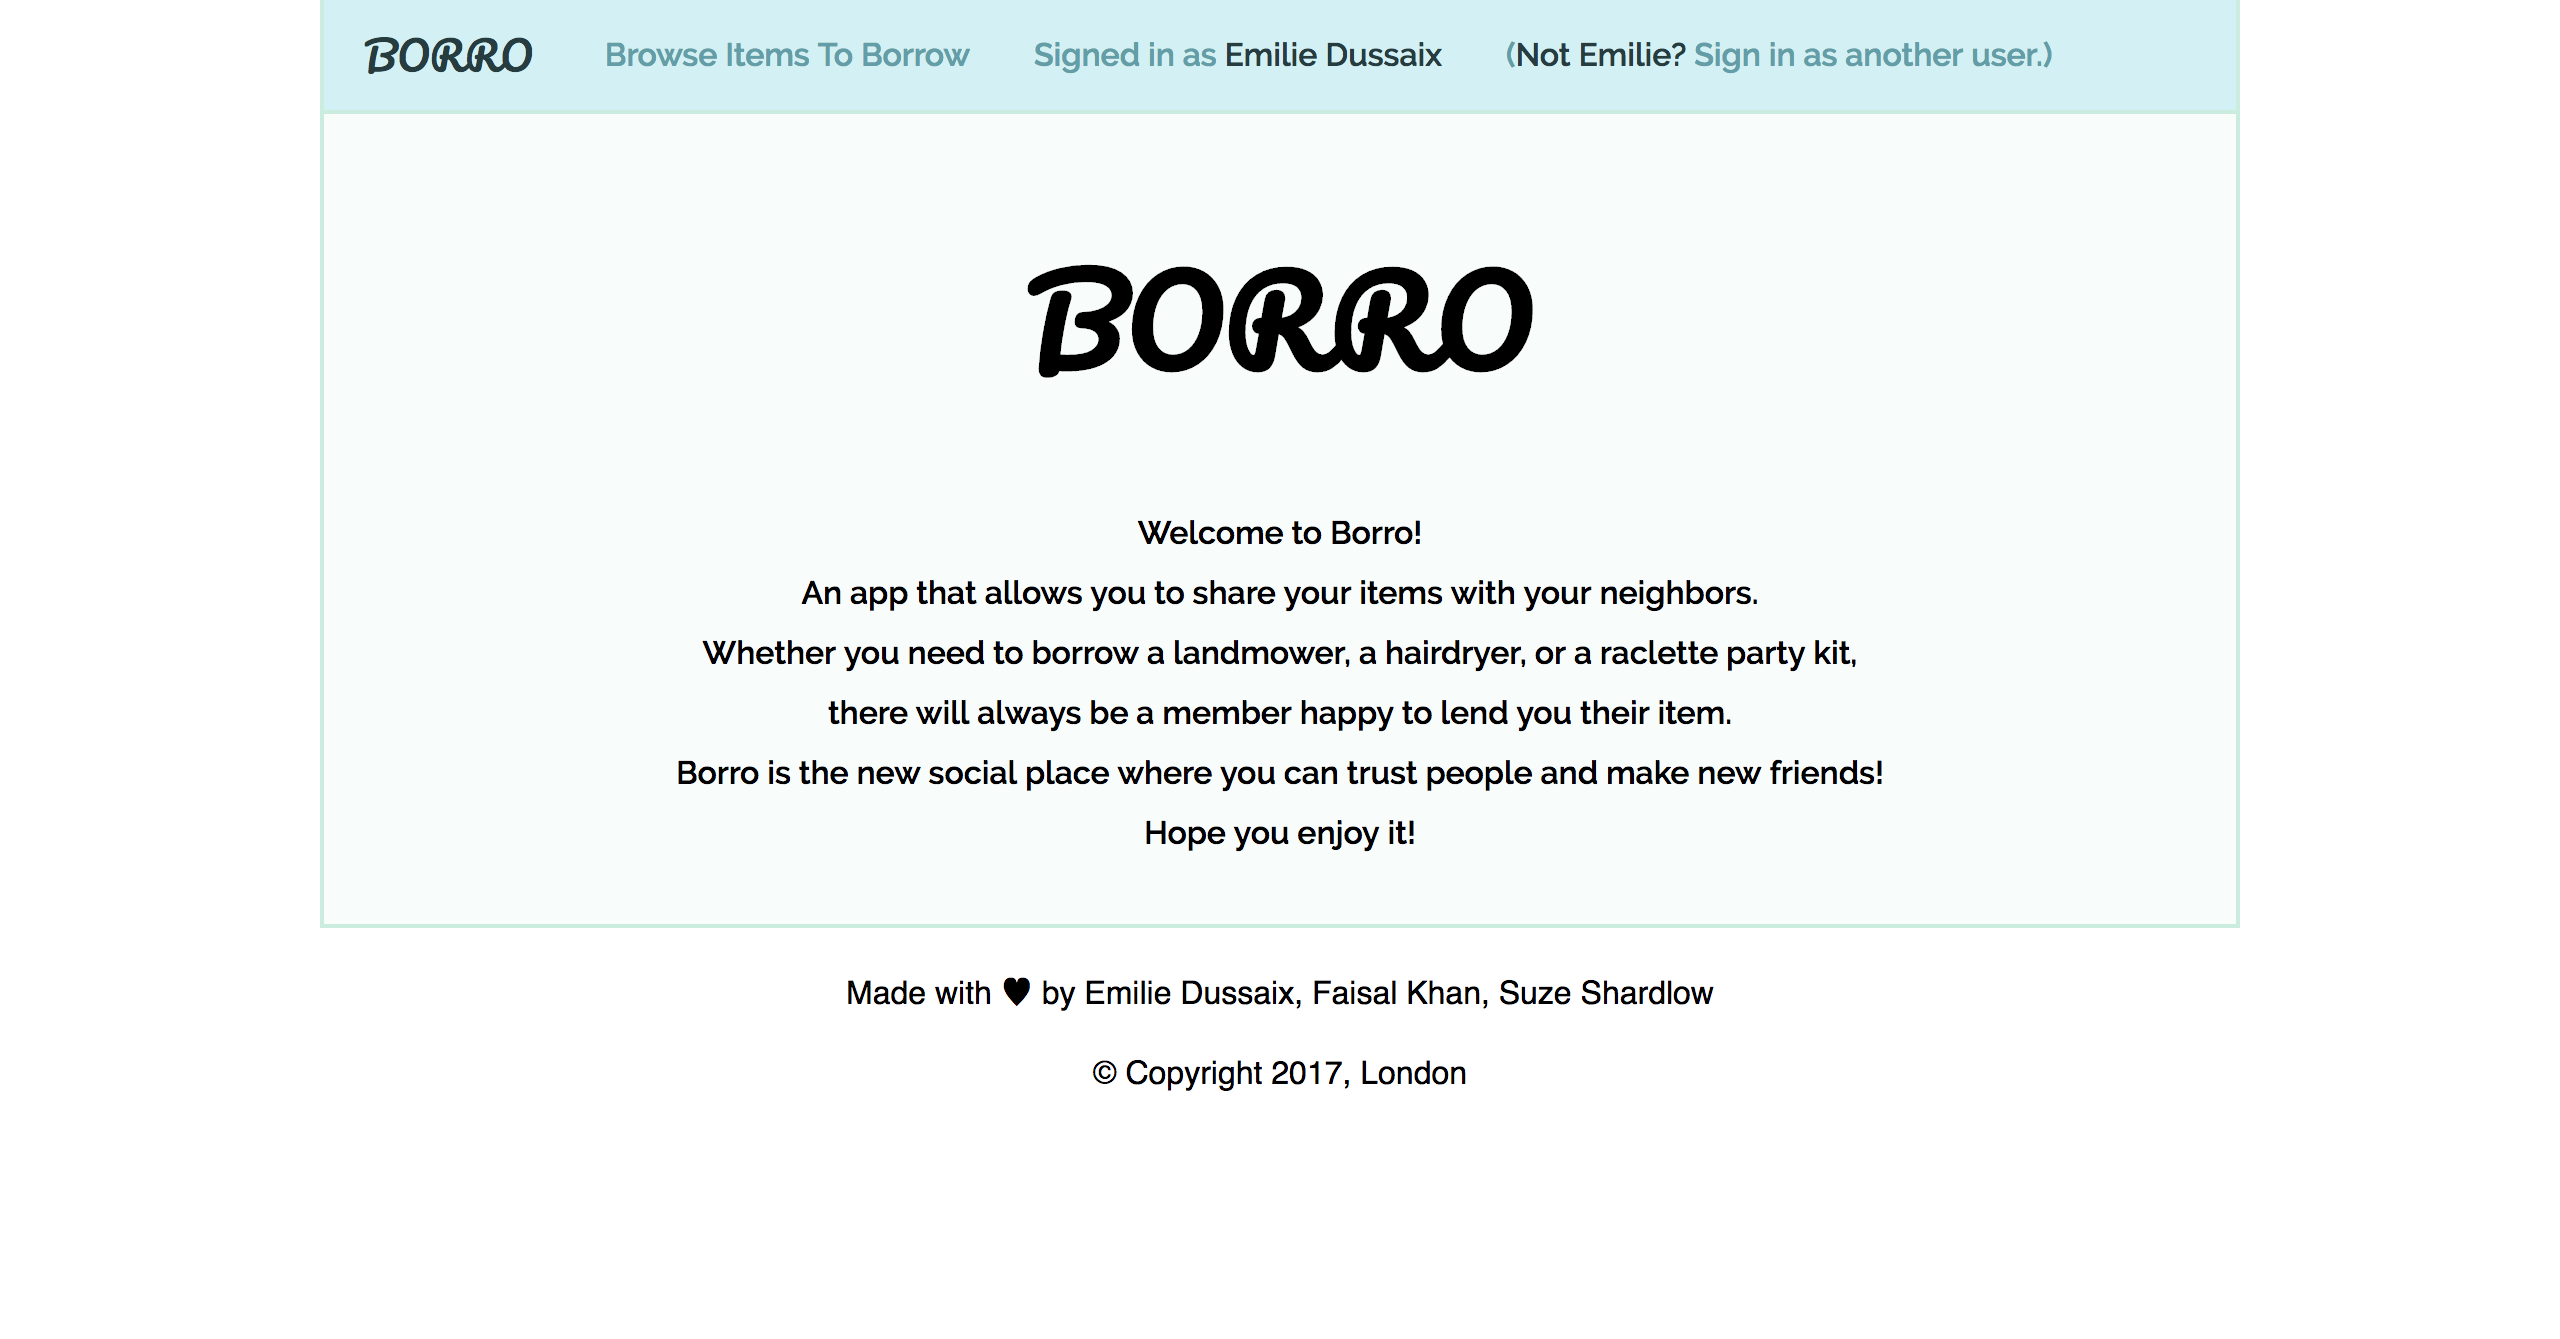 BORRO Browse Items To Borrow Signed in as Emilie Dussaix (Not Emilie? Sign in as another user.)
BORRO
Welcome to Borro!
An app that allows you to share your items with your neighbors.
Whether you need to borrow a landmower, a hairdryer, or a raclette party kit,
there will always be a member happy to lend you their item.
Borro is the new social place where you can trust people and make new friends!
Hope you enjoy it!
Made with ♥ by Emilie Dussaix, Faisal Khan, Suze Shardlow
© Copyright 2017, London